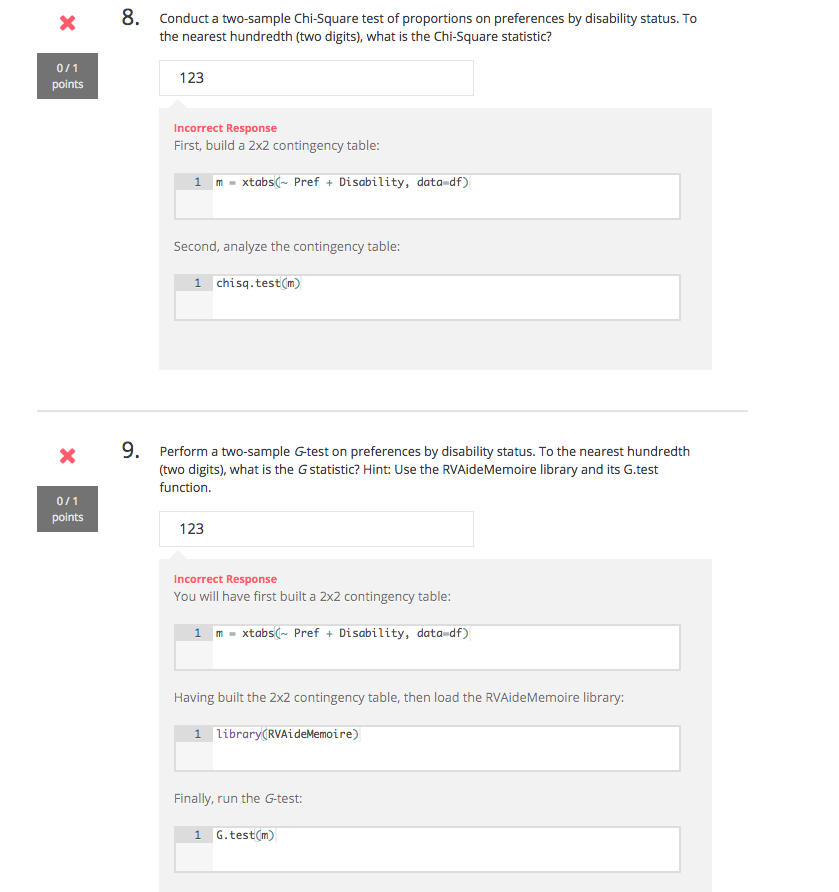 8. Conduct a two-sample Chi-Square test of proportions on preferences by disability status. To
the nearest hundredth (two digits), what is the Chi-Square statistic?
0 / 1
points
123
Incorrect Response
First, build a 2x2 contingency table:
1 m = xtabs(~ Pref + Disability, data=df)
Second, analyze the contingency table:
1 chisq.test(m)
9. Perform a two-sample G-test on preferences by disability status. To the nearest hundredth
(two digits), what is the G statistic? Hint: Use the RVAideMemoire library and its G.test
function.
0 / 1
points
123
Incorrect Response
You will have first built a 2x2 contingency table:
1 m = xtabs(~ Pref + Disability, data=df)
Having built the 2x2 contingency table, then load the RVAideMemoire library:
1 library(RVAideMemoire)
Finally, run the G-test:
1 G.test(m)